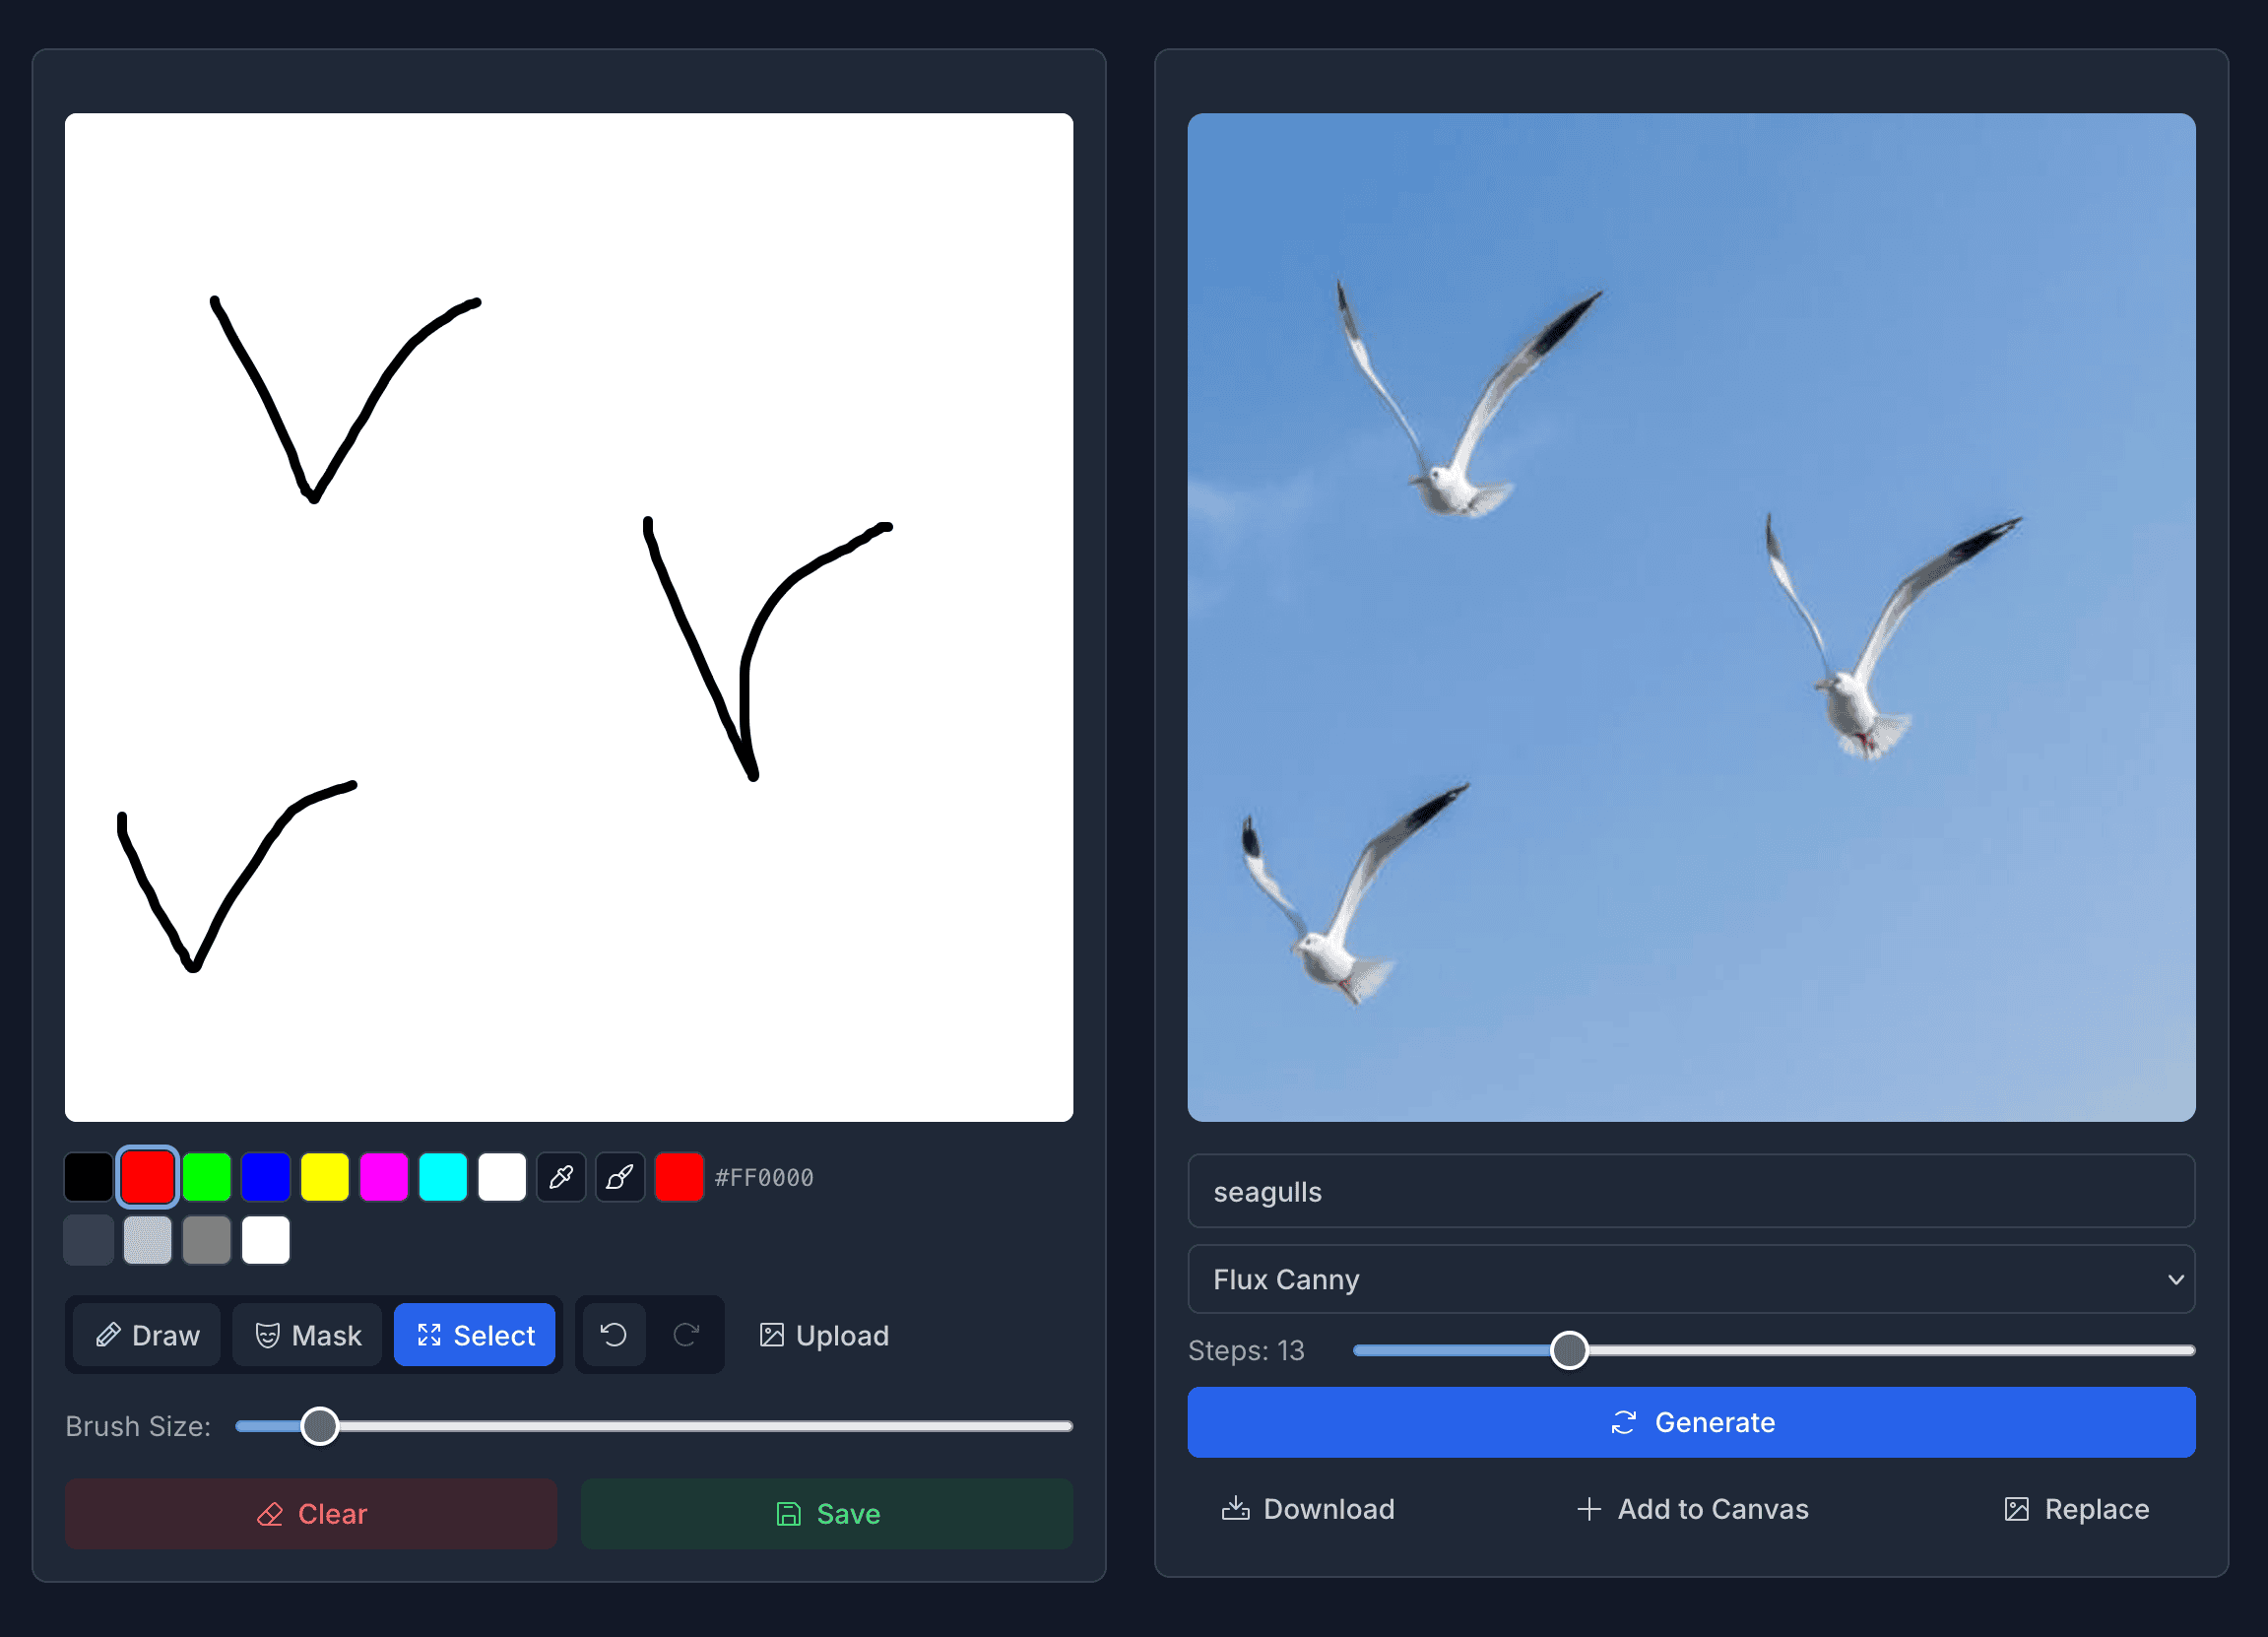 #FF0000
Draw
Mask
Select
Upload
Brush Size:
Clear
Save
seagulls
Flux Canny
Steps: 13
Generate
Download
Add to Canvas
Replace